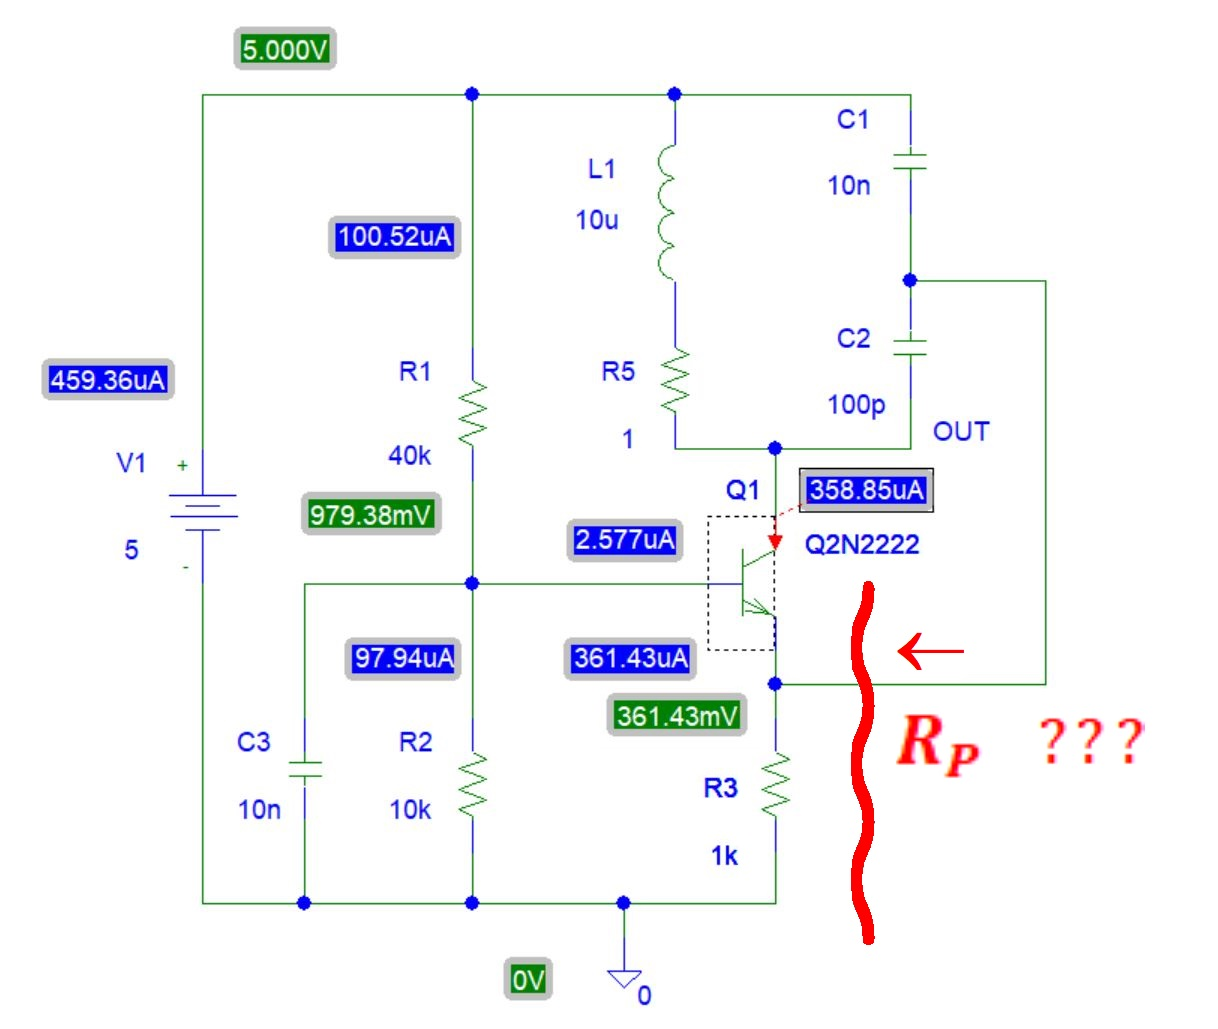 5.000V
C1
L1
10n
10u
100.52uA
C2
R1
R5
459.36uA
100p
OUT
1
V1
+
40k
Q1
358.85uA
979.38mV
2.577uA
Q2N2222
5
-
97.94uA
361.43uA
361.43mV
C3
R2
R_P ???
R3
10n
10k
1k
0V
0